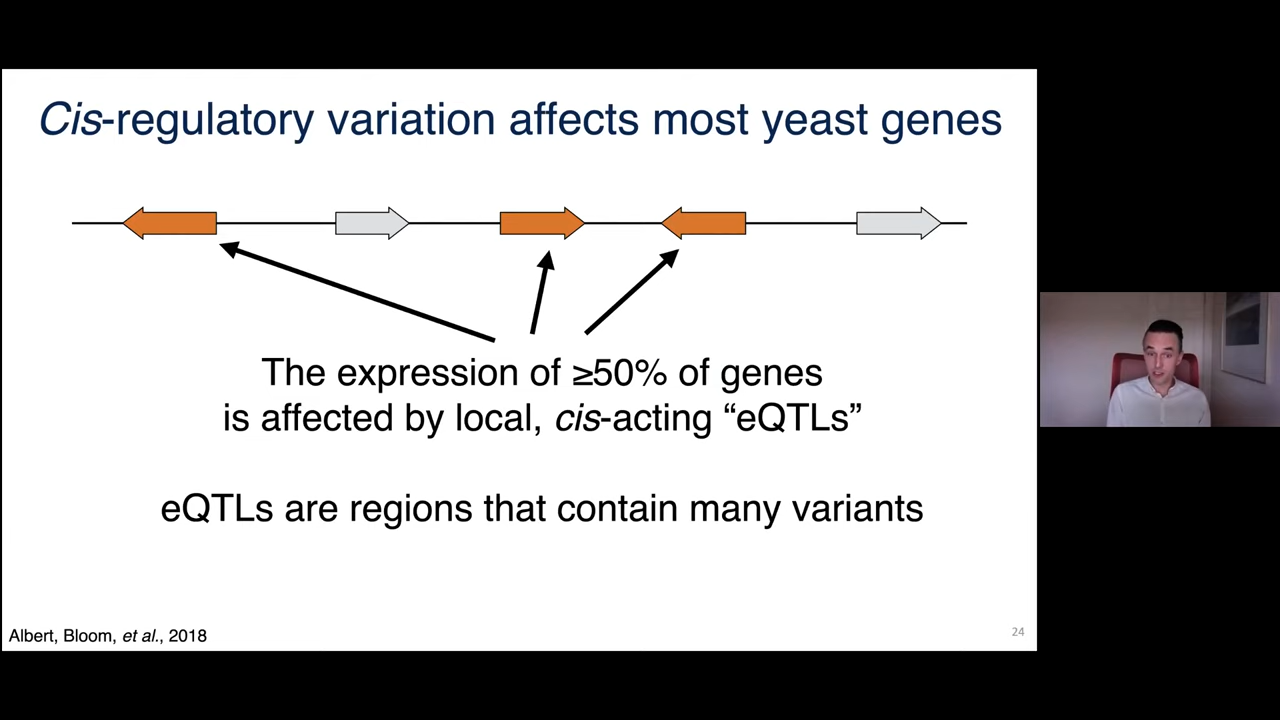 Cis-regulatory variation affects most yeast genes
The expression of ≥50% of genes
is affected by local, cis-acting “eQTLs”
eQTLs are regions that contain many variants
Albert, Bloom, et al., 2018
24